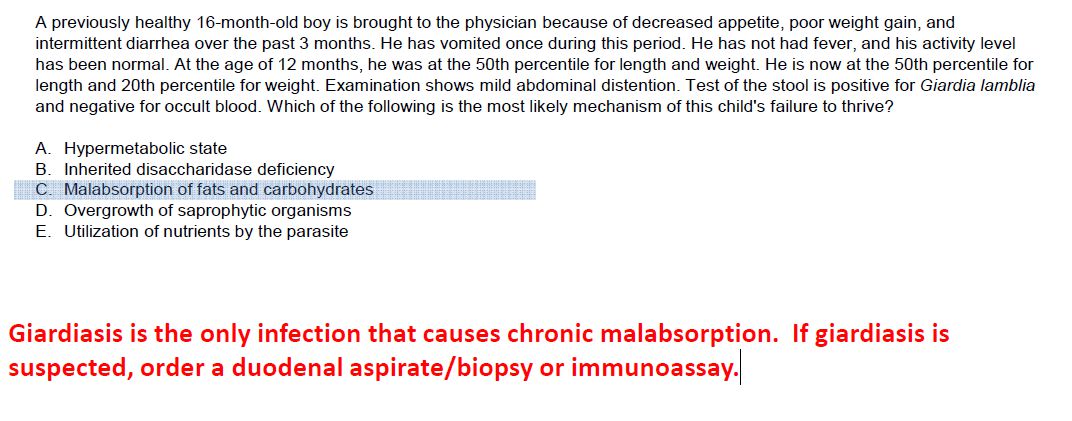 A previously healthy 16-month-old boy is brought to the physician because of decreased appetite, poor weight gain, and
intermittent diarrhea over the past 3 months. He has vomited once during this period. He has not had fever, and his activity level
has been normal. At the age of 12 months, he was at the 50th percentile for length and weight. He is now at the 50th percentile for
length and 20th percentile for weight. Examination shows mild abdominal distention. Test of the stool is positive for Giardia lamblia
and negative for occult blood. Which of the following is the most likely mechanism of this child's failure to thrive?
A. Hypermetabolic state
B. Inherited disaccharidase deficiency
C. Malabsorption of fats and carbohydrates
D. Overgrowth of saprophytic organisms
E. Utilization of nutrients by the parasite
Giardiasis is the only infection that causes chronic malabsorption. If giardiasis is
suspected, order a duodenal aspirate/biopsy or immunoassay.